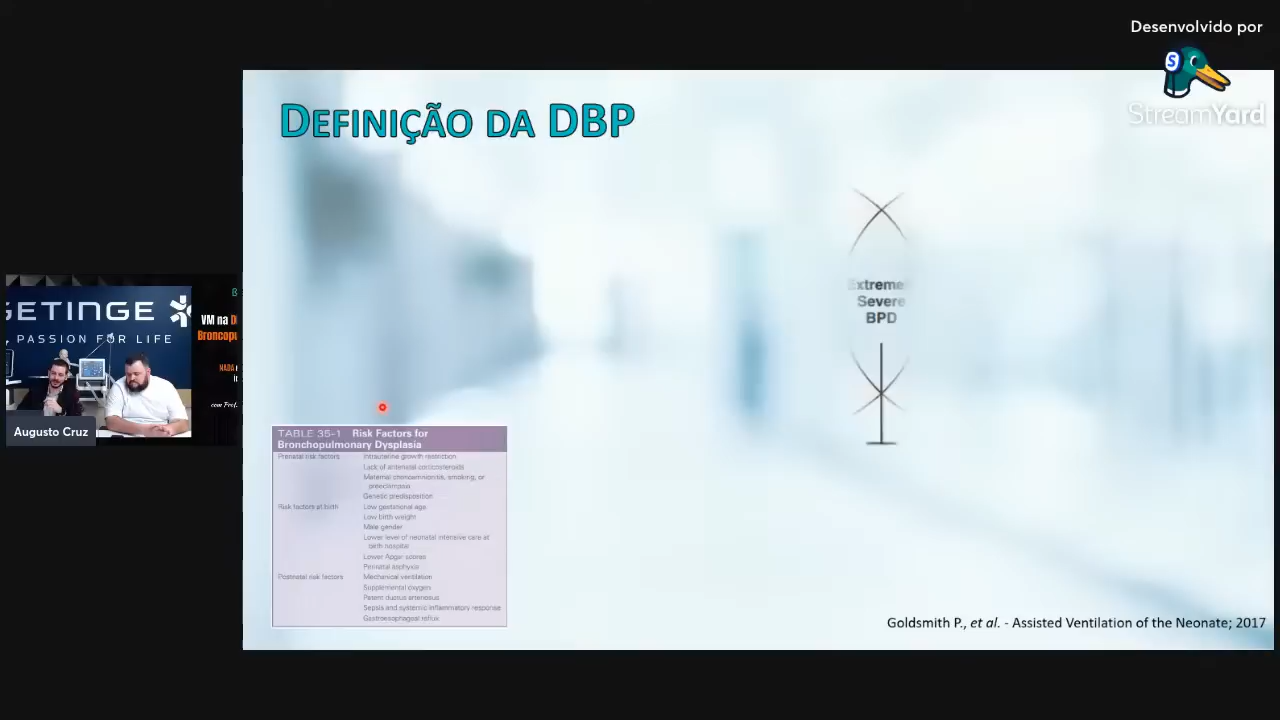 Desenvolvido por
S
StreamYard
DEFINIÇÃO DA DBP
Extreme
Severe
BPD
GETINGE
PASSION FOR LIFE
VM na
Broncopu
NADA
com Prof.
Augusto Cruz
TABLE 35-1 Risk Factors for
Bronchopulmonary Dysplasia
Prenatal risk factors Intrauterine growth restriction
Lack of antenatal corticosteroids
Maternal chorioamnionitis, smoking, or
preeclampsia
Genetic predisposition
Risk factors at birth Low gestational age
Low birth weight
Male gender
Lower level of neonatal intensive care at
birth hospital
Lower Apgar scores
Perinatal asphyxia
Postnatal risk factors Mechanical ventilation
Supplemental oxygen
Patent ductus arteriosus
Sepsis and systemic inflammatory response
Gastroesophageal reflux
Goldsmith P., et al. - Assisted Ventilation of the Neonate; 2017